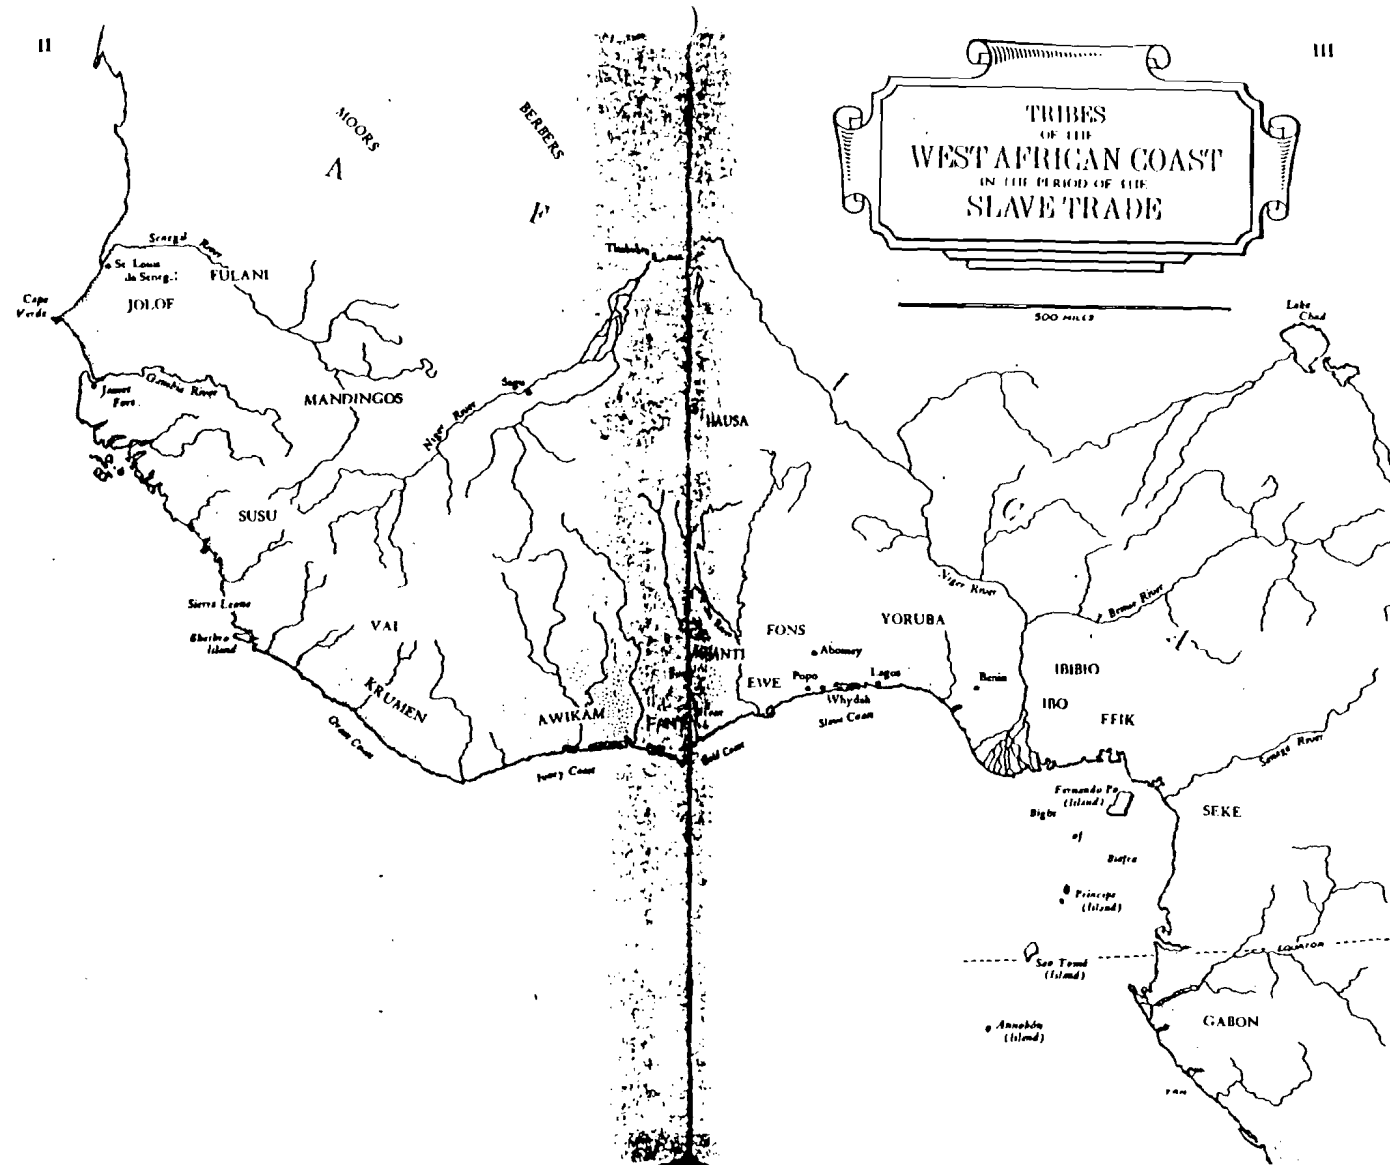 II
III
TRIBES
OF THE
WEST AFRICAN COAST
IN THE PERIOD OF THE
SLAVE TRADE
500 MILES
MOORS
BERBERS
A
F
I
C
A
Senegal River
St. Louis
du Senegal
FULANI
JOLOF
Cape
Verde
Gambia River
James
Fort
MANDINGOS
Niger River
Segu
HAUSA
Lake
Chad
SUSU
Sierra Leone
Sherbro
Island
VAI
KRUMEN
Grain Coast
AWIKAM
Ivory Coast
Gold Coast
EWE
FONS
Abomey
Popo
Whydah
Lagos
Slave Coast
YORUBA
Niger River
Benue River
Benin
IBIBIO
IBO
EFIK
Fernando Po
(Island)
Bight
of
Biafra
SEKE
Principe
(Island)
EQUATOR
Sao Tomé
(Island)
Annobón
(Island)
GABON